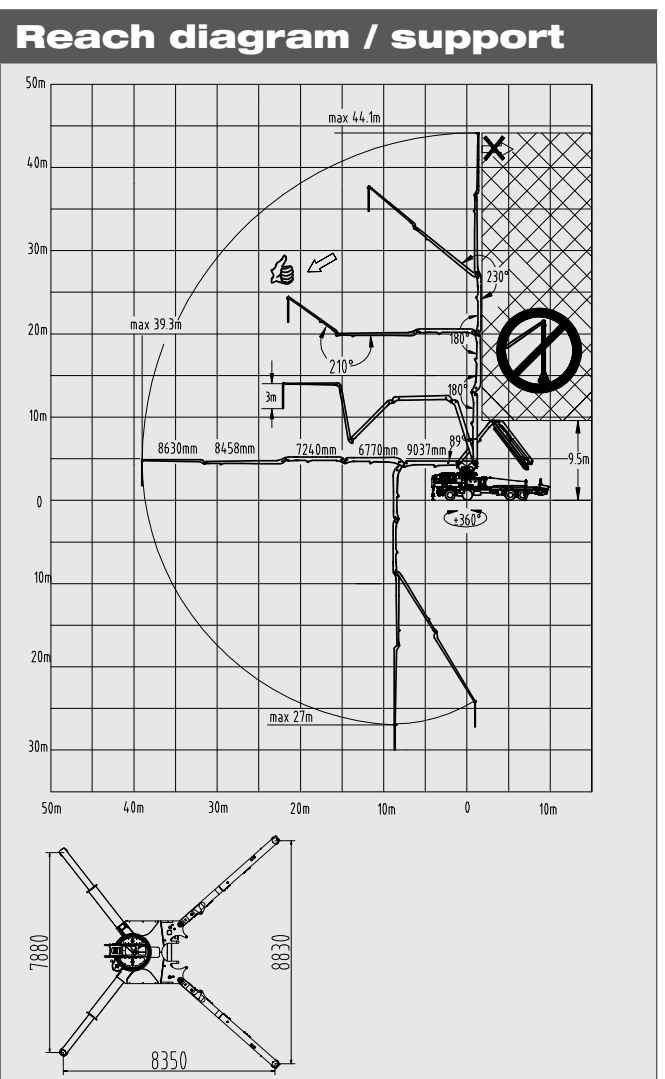 Reach diagram / support
50m
max 44.1m
40m
30m
230°
max 39.3m
20m
180°
210°
180°
3m
10m
89°
8630mm 8458mm 7240mm 6770mm 9037mm
9.5m
0
±360°
10m
20m
max 27m
30m
50m 40m 30m 20m 10m 0 10m
7880
8830
8350